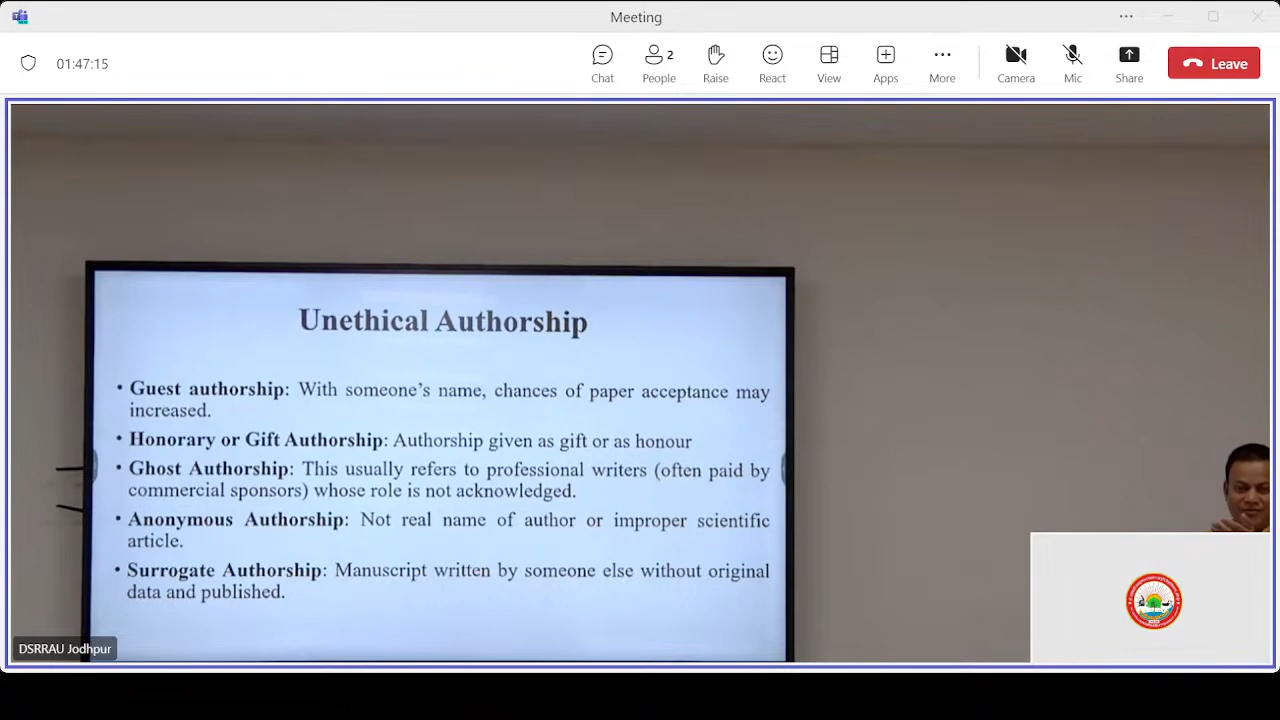 Meeting
01:47:15
Chat
People 2
Raise
React
View
Apps
More
Camera
Mic
Share
Leave
Unethical Authorship
• Guest authorship: With someone's name, chances of paper acceptance may
increased.
• Honorary or Gift Authorship: Authorship given as gift or as honour
• Ghost Authorship: This usually refers to professional writers (often paid by
commercial sponsors) whose role is not acknowledged.
• Anonymous Authorship: Not real name of author or improper scientific
article.
• Surrogate Authorship: Manuscript written by someone else without original
data and published.
DSRRAU Jodhpur